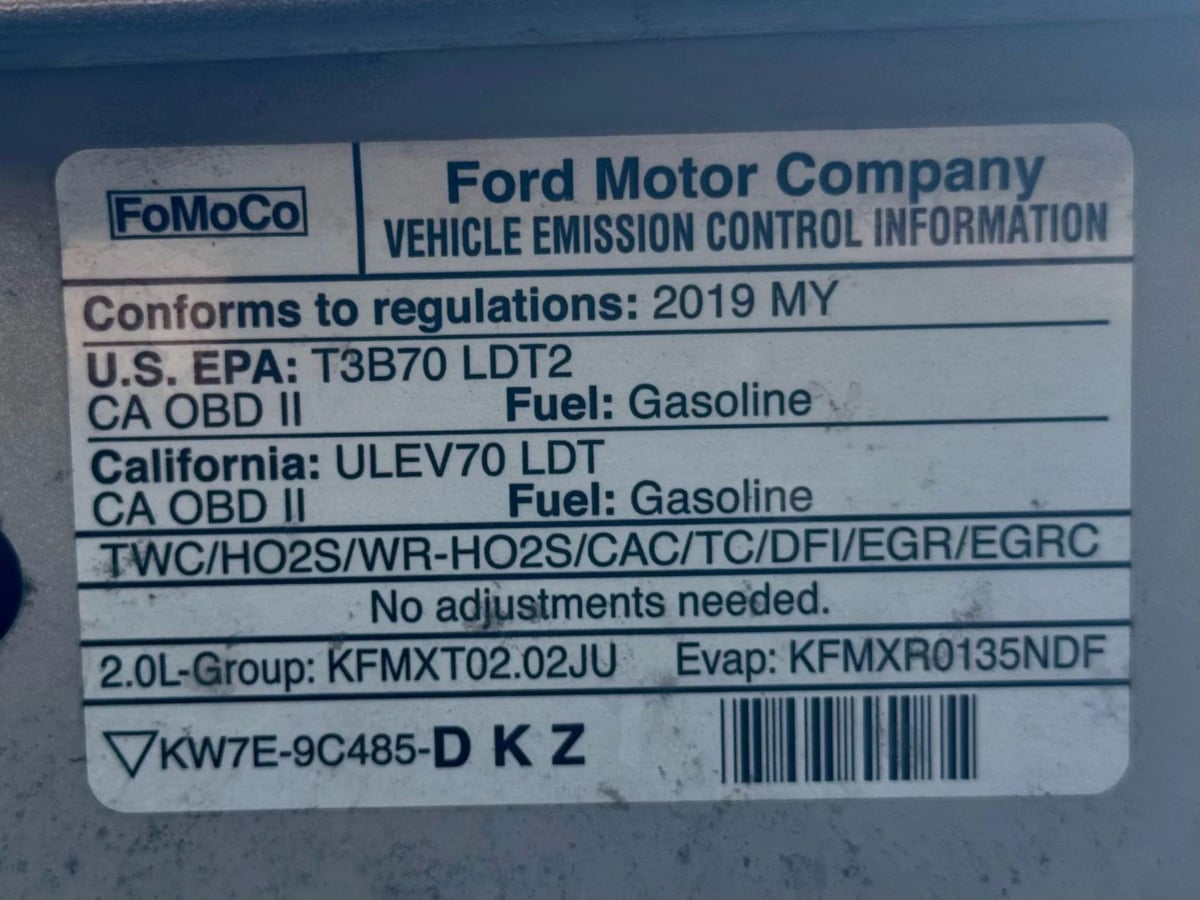 FoMoCo
Ford Motor Company
VEHICLE EMISSION CONTROL INFORMATION
Conforms to regulations: 2019 MY
U.S. EPA: T3B70 LDT2
CA OBD II Fuel: Gasoline
California: ULEV70 LDT
CA OBD II Fuel: Gasoline
TWC/HO2S/WR-HO2S/CAC/TC/DFI/EGR/EGRC
No adjustments needed.
2.0L-Group: KFMXT02.02JU Evap: KFMXR0135NDF
KW7E-9C485-D K Z